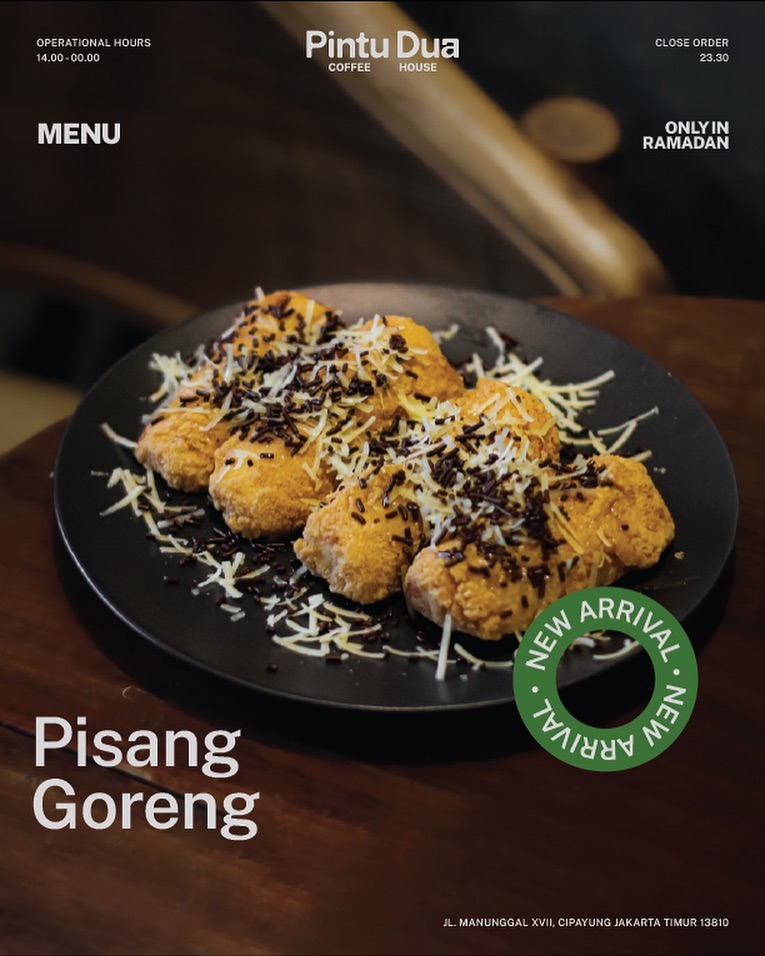 OPERATIONAL HOURS
14.00 - 00.00
Pintu Dua
COFFEE HOUSE
CLOSE ORDER
23.30
MENU
ONLY IN
RAMADAN
NEW ARRIVAL • NEW ARRIVAL •
Pisang
Goreng
JL. MANUNGGAL XVII, CIPAYUNG JAKARTA TIMUR 13810